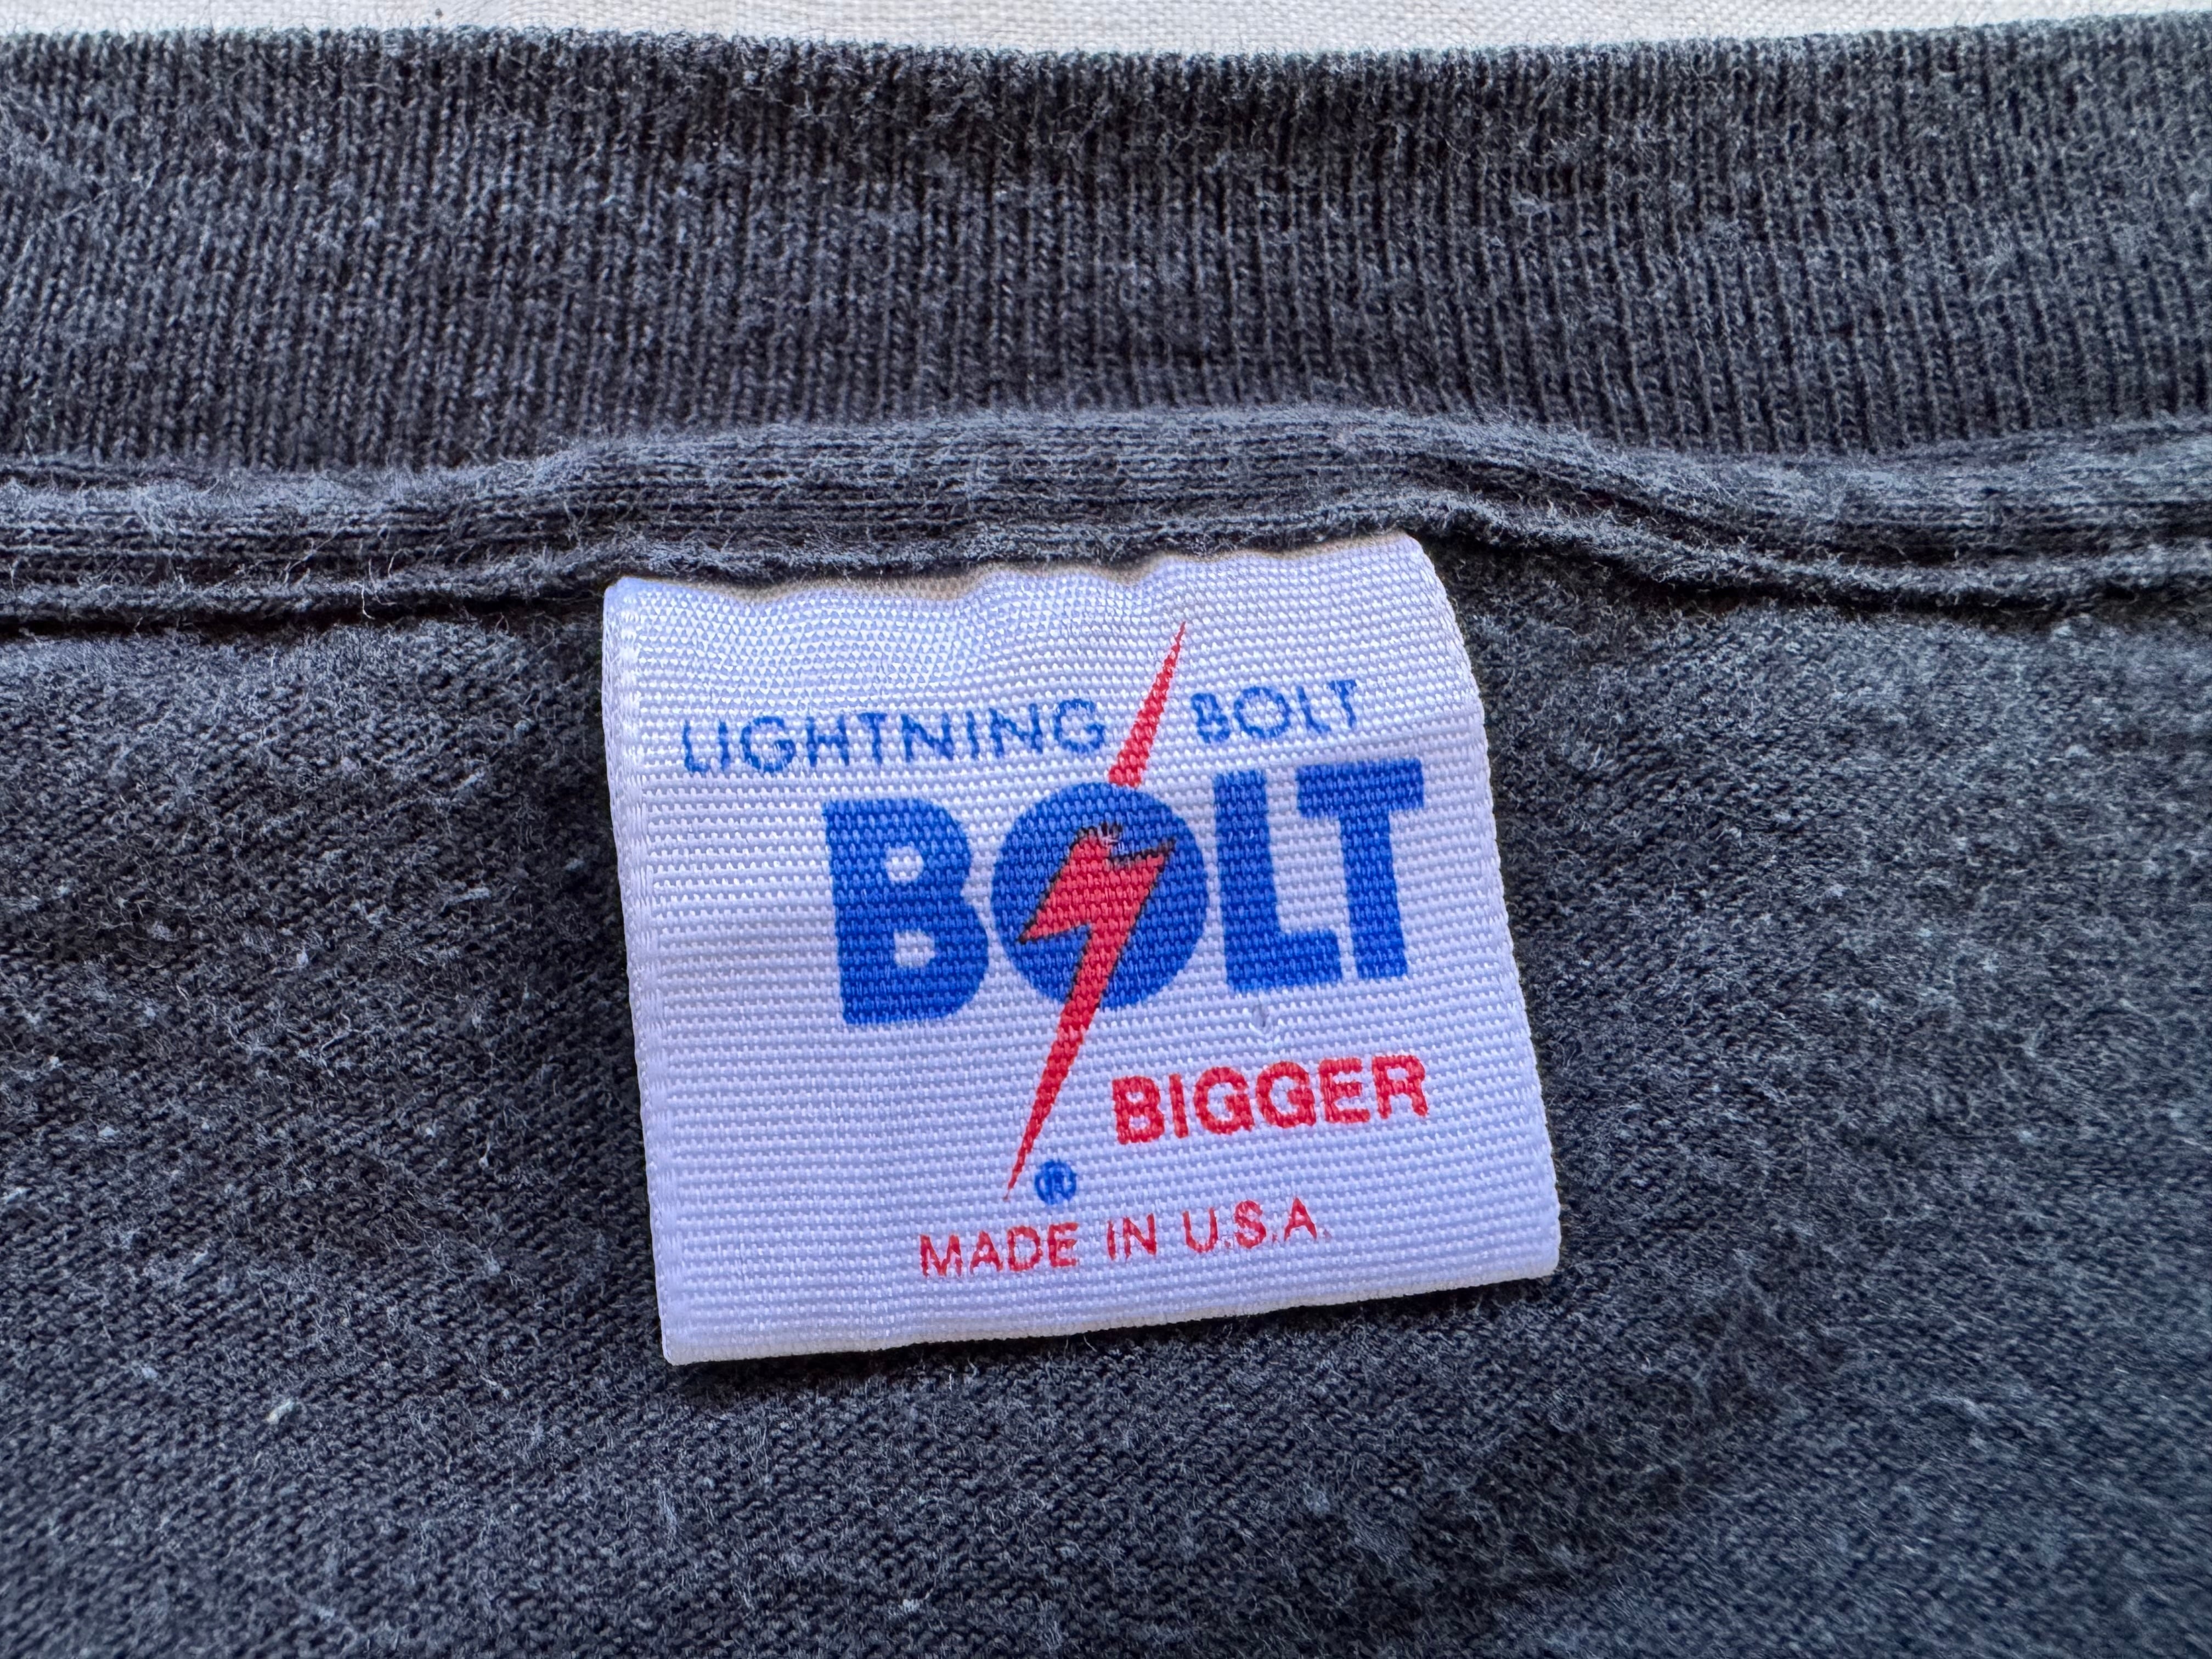 LIGHTNING BOLT
BOLT
BIGGER
®
MADE IN U.S.A.